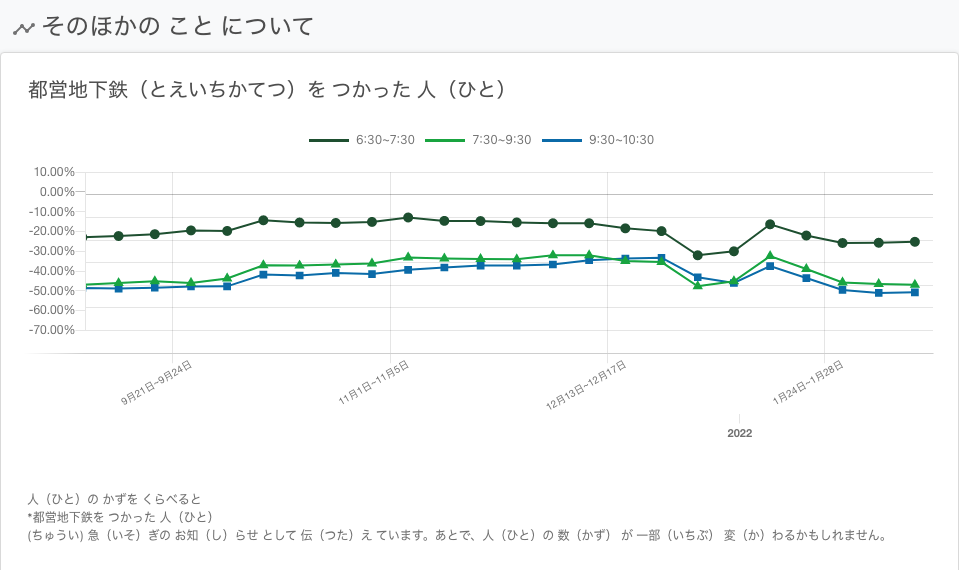 そのほかの こと について
都営地下鉄（とえいちかてつ）を つかった 人（ひと）
6:30~7:30 7:30~9:30 9:30~10:30
10.00%
0.00%
-10.00%
-20.00%
-30.00%
-40.00%
-50.00%
-60.00%
-70.00%
9月21日~9月24日 11月1日~11月5日 12月13日~12月17日 1月24日~1月28日
2022
人（ひと）の かずを くらべると
*都営地下鉄を つかった 人（ひと）
(ちゅうい) 急（いそ）ぎの お知（し）らせ として 伝（つた）え ています。あとで、人（ひと）の 数（かず） が 一部（いちぶ） 変（か）わるかもしれません。